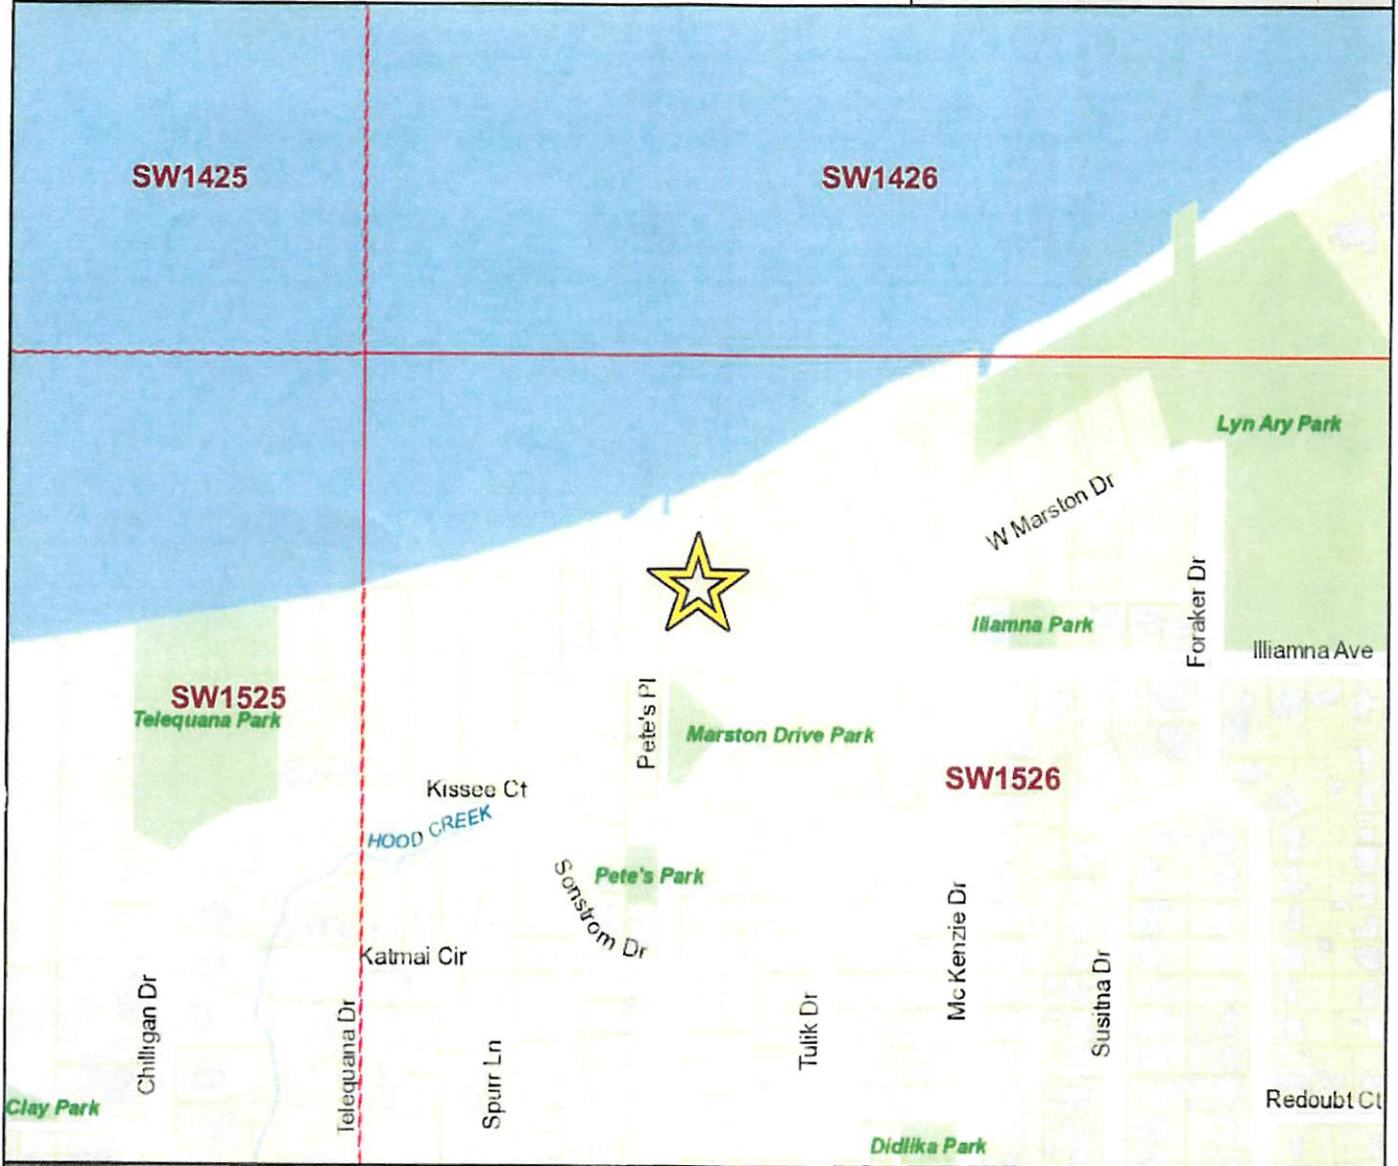 SW1425
SW1426
Lyn Ary Park
W Marston Dr
Foraker Dr
Iliamna Park
Illiamna Ave
SW1525
Telequana Park
Pete's Pl
Marston Drive Park
SW1526
Kissee Ct
HOOD CREEK
Sonstrom Dr
Pete's Park
Mc Kenzie Dr
Katmai Cir
Chilligan Dr
Telequana Dr
Spurr Ln
Tulik Dr
Susitna Dr
Clay Park
Redoubt Ct
Didlika Park